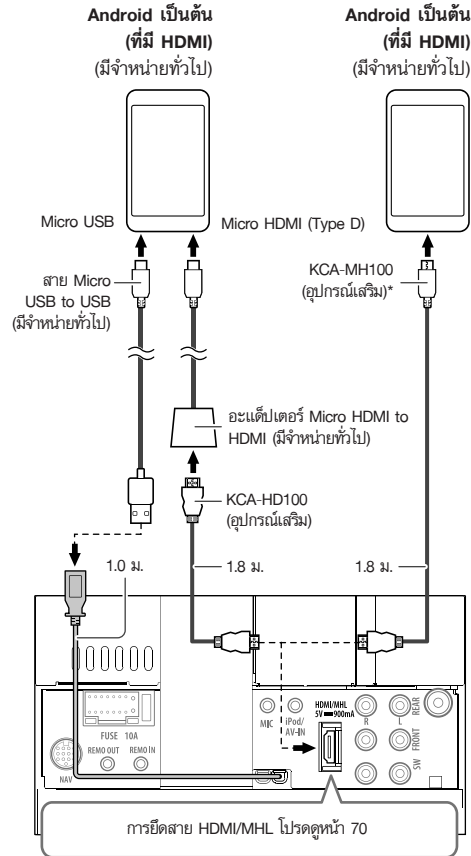 Android เป็นต้น
(ที่มี HDMI)
(มีจำหน่ายทั่วไป)
Android เป็นต้น
(ที่มี HDMI)
(มีจำหน่ายทั่วไป)
Micro USB
Micro HDMI (Type D)
สาย Micro
USB to USB
(มีจำหน่ายทั่วไป)
KCA-MH100
(อุปกรณ์เสริม)*
อะแด็ปเตอร์ Micro HDMI to
HDMI (มีจำหน่ายทั่วไป)
KCA-HD100
(อุปกรณ์เสริม)
1.0 ม.
1.8 ม.
1.8 ม.
FUSE 10A
REMO OUT
REMO IN
NAV
MIC
iPod/
AV-IN
HDMI/MHL
5V 900mA
R
L
REAR
FRONT
SW
การยึดสาย HDMI/MHL โปรดดูหน้า 70